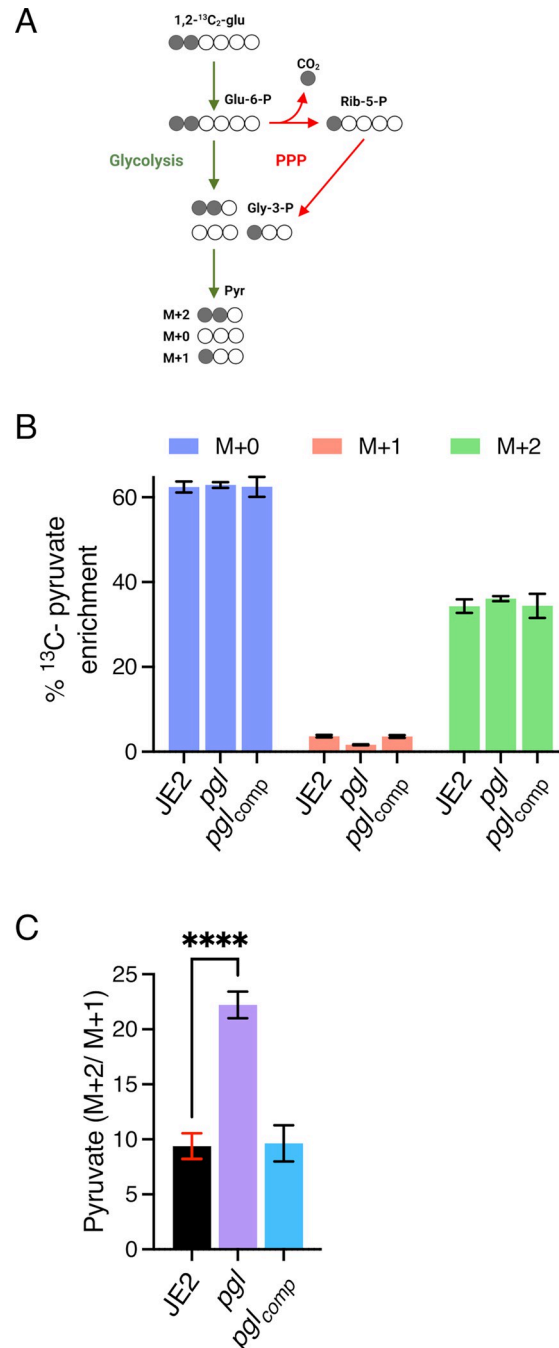 A
1,2-¹³C₂-glu
CO₂
Glu-6-P
Rib-5-P
Glycolysis
PPP
Gly-3-P
Pyr
M+2
M+0
M+1
B
M+0 M+1 M+2
% ¹³C- pyruvate
enrichment
60
40
20
0
JE2 pgl pglcomp JE2 pgl pglcomp JE2 pgl pglcomp
C
****
Pyruvate (M+2/ M+1)
25
20
15
10
5
0
JE2 pgl pglcomp